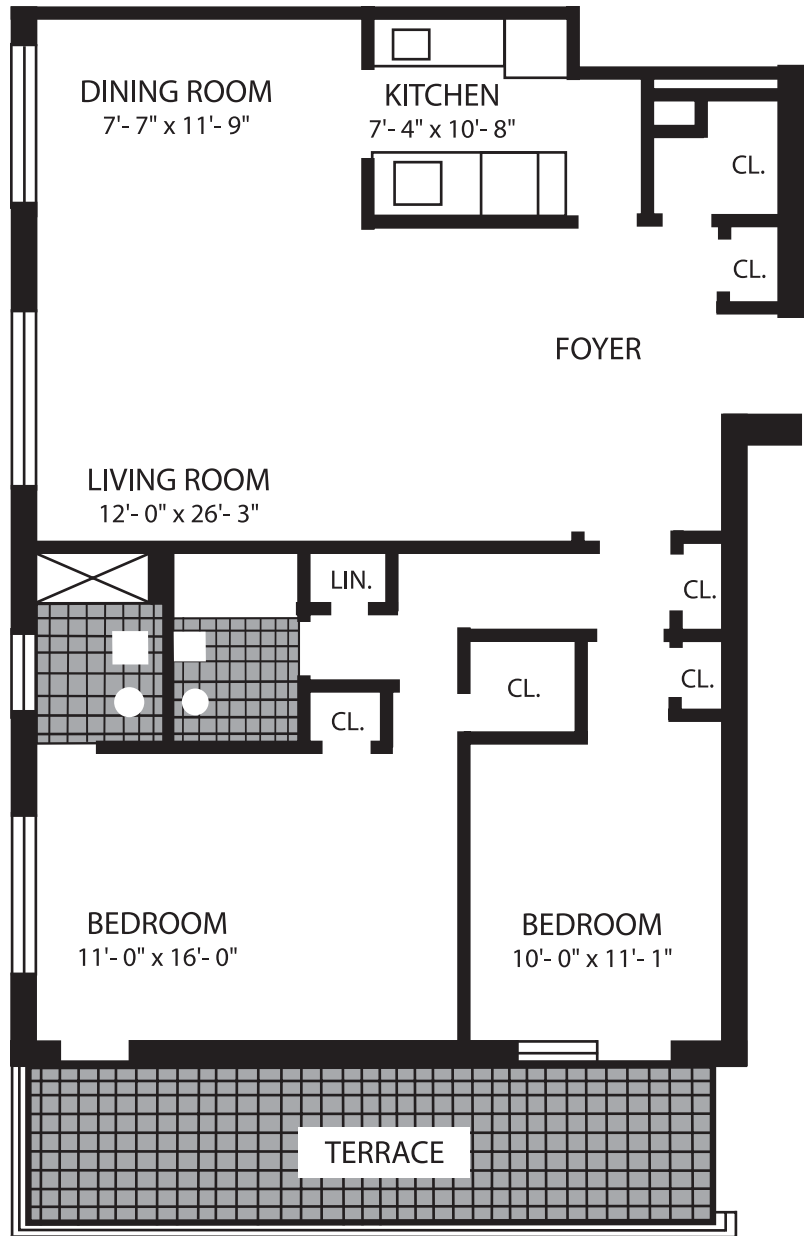 DINING ROOM
7'- 7" x 11'- 9"
KITCHEN
7'- 4" x 10'- 8"
CL.
CL.
FOYER
LIVING ROOM
12'- 0" x 26'- 3"
LIN.
CL.
CL.
CL.
CL.
BEDROOM
11'- 0" x 16'- 0"
BEDROOM
10'- 0" x 11'- 1"
TERRACE